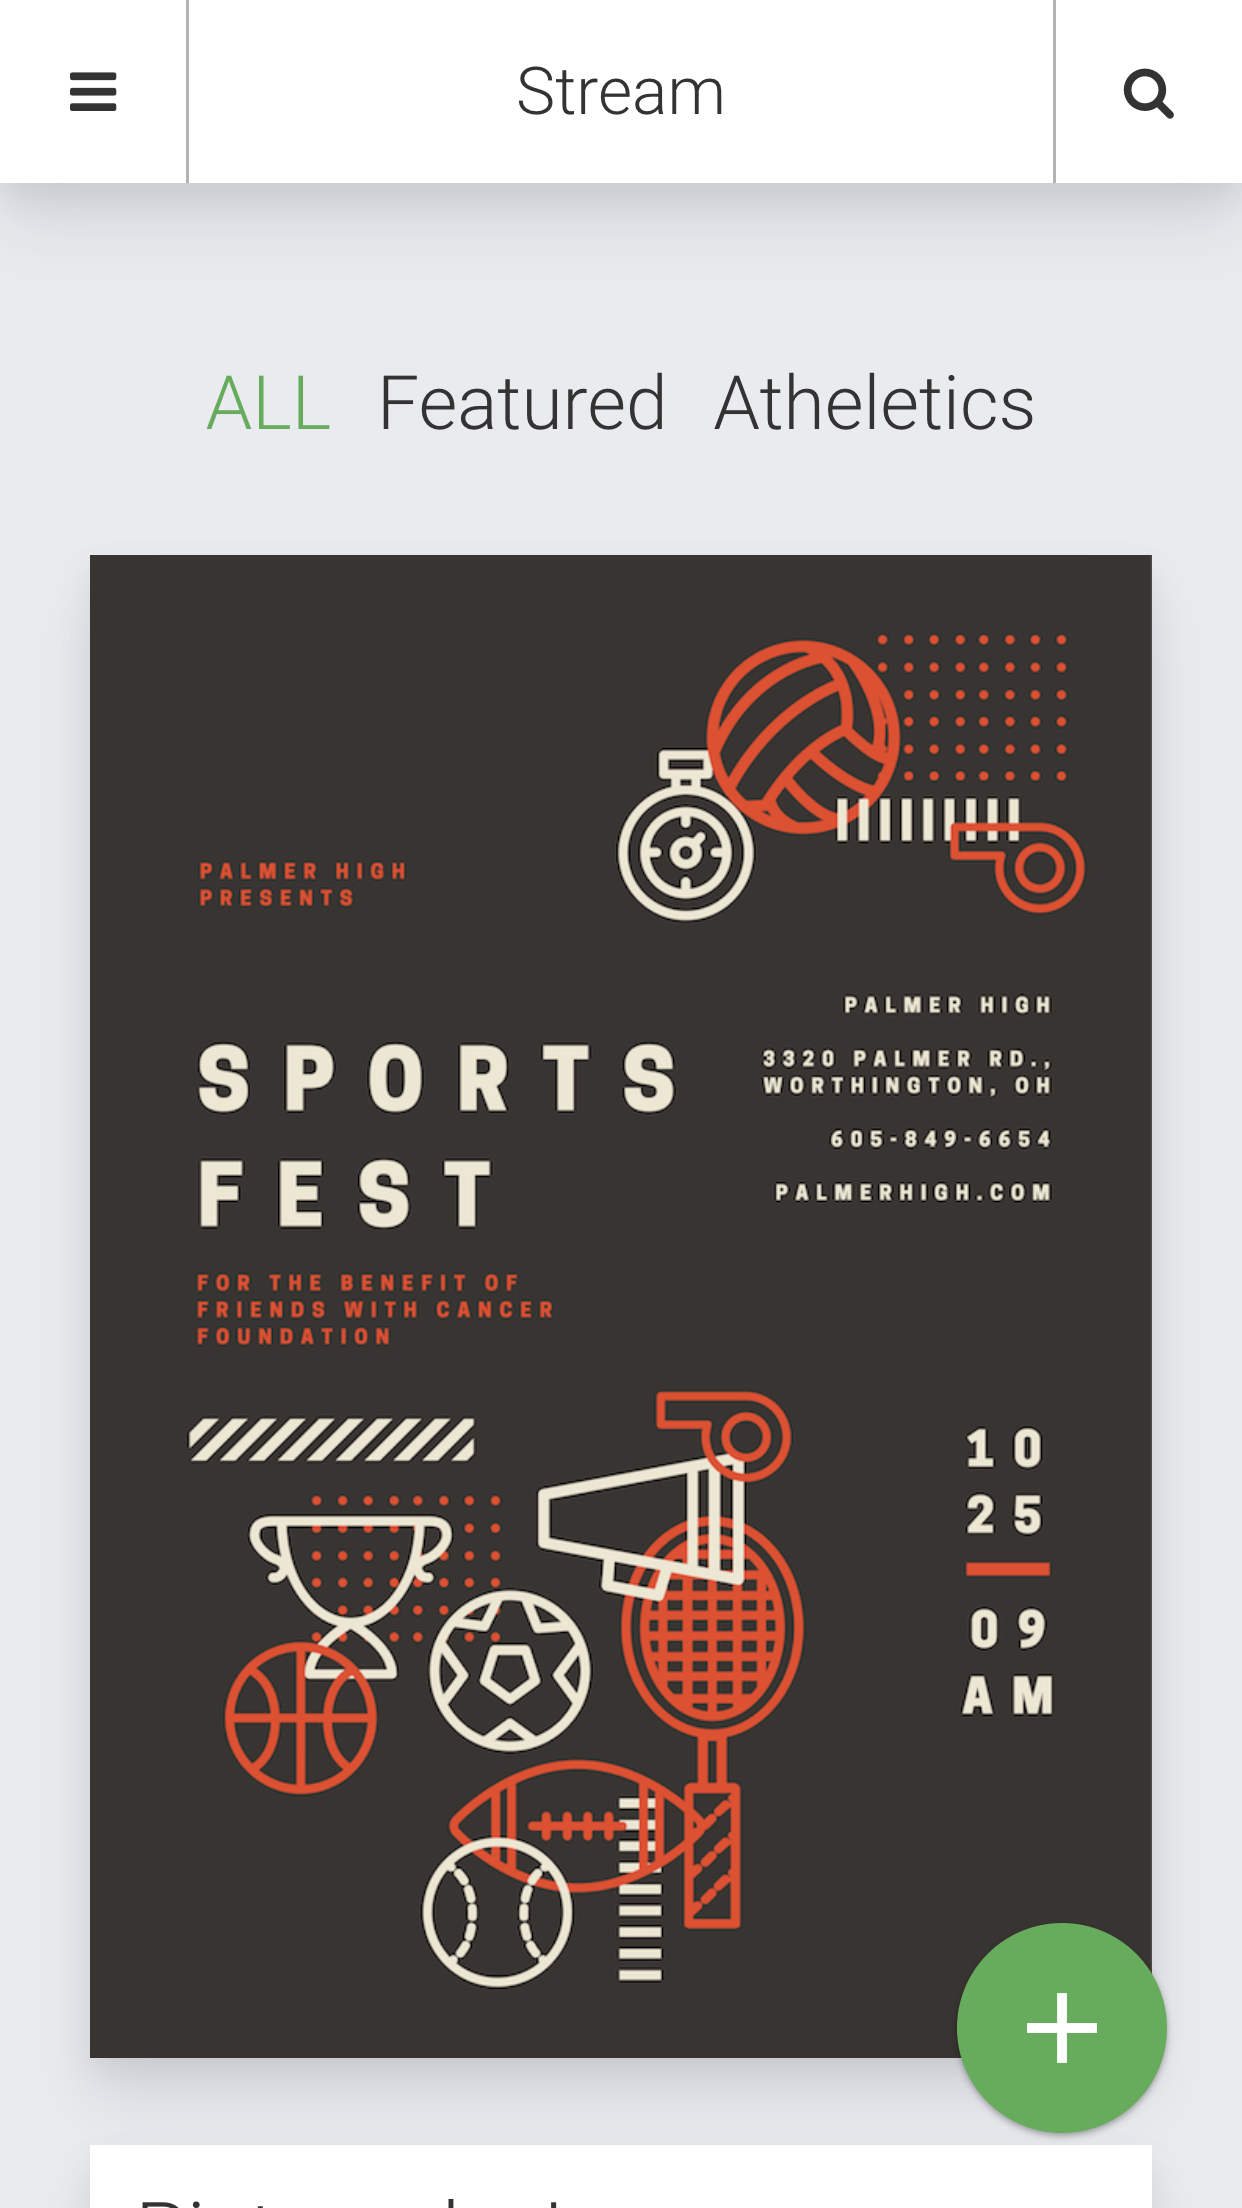 Stream
ALL Featured Atheletics
PALMER HIGH
PRESENTS
PALMER HIGH
3320 PALMER RD.,
WORTHINGTON, OH
605-849-6654
PALMERHIGH.COM
SPORTS
FEST
FOR THE BENEFIT OF
FRIENDS WITH CANCER
FOUNDATION
10
25
09
AM